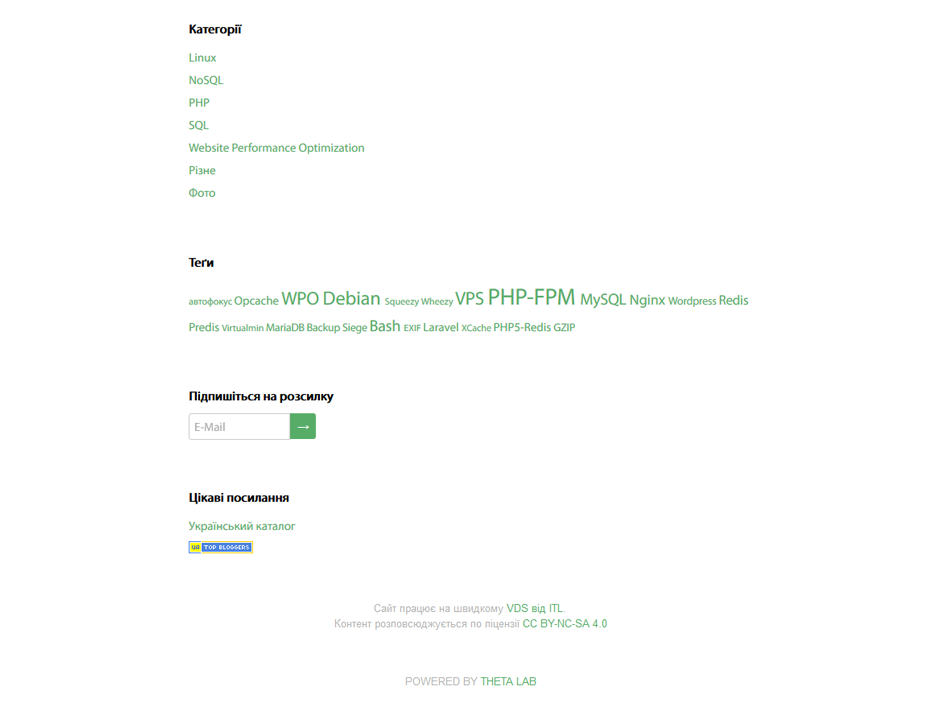 Категорії
Linux
NoSQL
PHP
SQL
Website Performance Optimization
Різне
Фото
Теґи
автофокус Opcache WPO Debian Squeezy Wheezy VPS PHP-FPM MySQL Nginx Wordpress Redis
Predis Virtualmin MariaDB Backup Siege Bash EXIF Laravel XCache PHP5-Redis GZIP
Підпишіться на розсилку
E-Mail →
Цікаві посилання
Український каталог
UA TOP BLOGGERS
Сайт працює на швидкому VDS від ITL.
Контент розповсюджується по ліцензії CC BY-NC-SA 4.0
POWERED BY THETA LAB